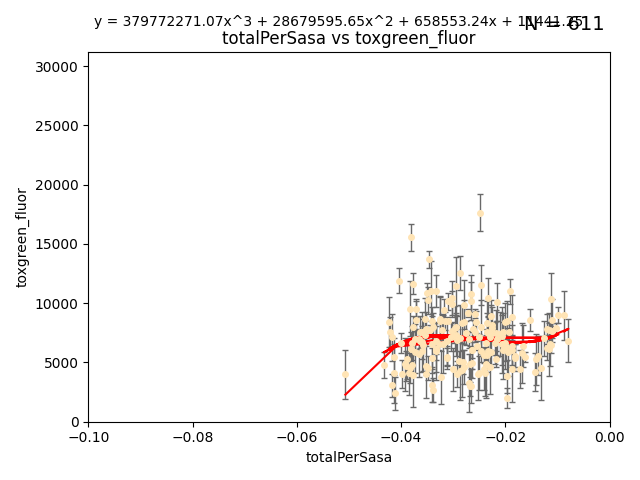 y = 379772271.07x^3 + 28679595.65x^2 + 658553.24x +
N = 611
totalPerSasa vs toxgreen_fluor
30000
25000
20000
15000
10000
5000
0
toxgreen_fluor
−0.10 −0.08 −0.06 −0.04 −0.02 0.00
totalPerSasa